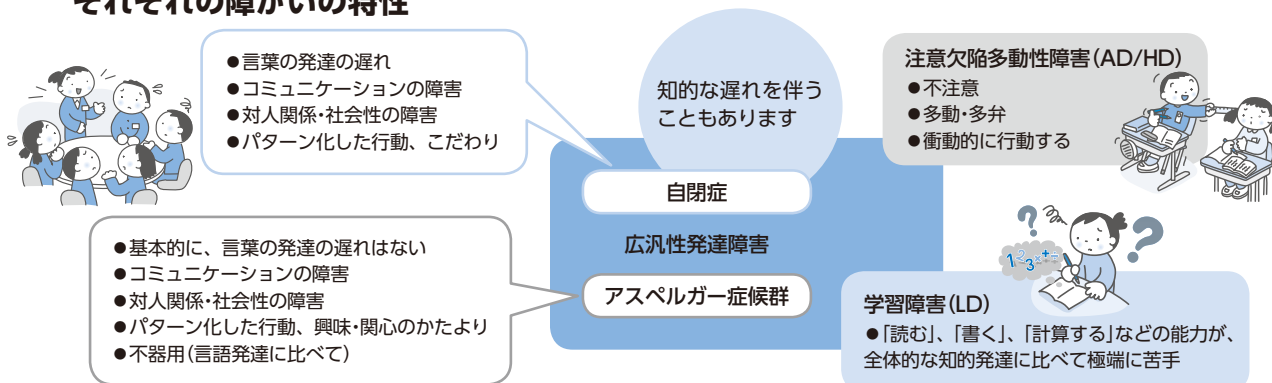 それぞれの障がいの特性
●言葉の発達の遅れ
●コミュニケーションの障害
●対人関係・社会性の障害
●パターン化した行動、こだわり
知的な遅れを伴う
こともあります
注意欠陥多動性障害(AD/HD)
●不注意
●多動・多弁
●衝動的に行動する
自閉症
広汎性発達障害
アスペルガー症候群
●基本的に、言葉の発達の遅れはない
●コミュニケーションの障害
●対人関係・社会性の障害
●パターン化した行動、興味・関心のかたより
●不器用(言語発達に比べて)
学習障害(LD)
●「読む」、「書く」、「計算する」などの能力が、
全体的な知的発達に比べて極端に苦手